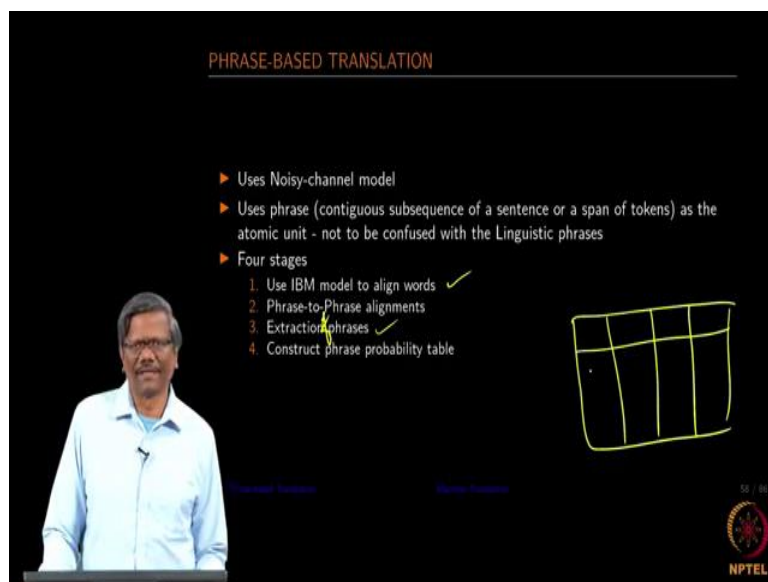 PHRASE-BASED TRANSLATION
▶ Uses Noisy-channel model
▶ Uses phrase (contiguous subsequence of a sentence or a span of tokens) as the
atomic unit - not to be confused with the Linguistic phrases
▶ Four stages
1. Use IBM model to align words ✓
2. Phrase-to-Phrase alignments
3. Extraction of phrases ✓
4. Construct phrase probability table
NPTEL